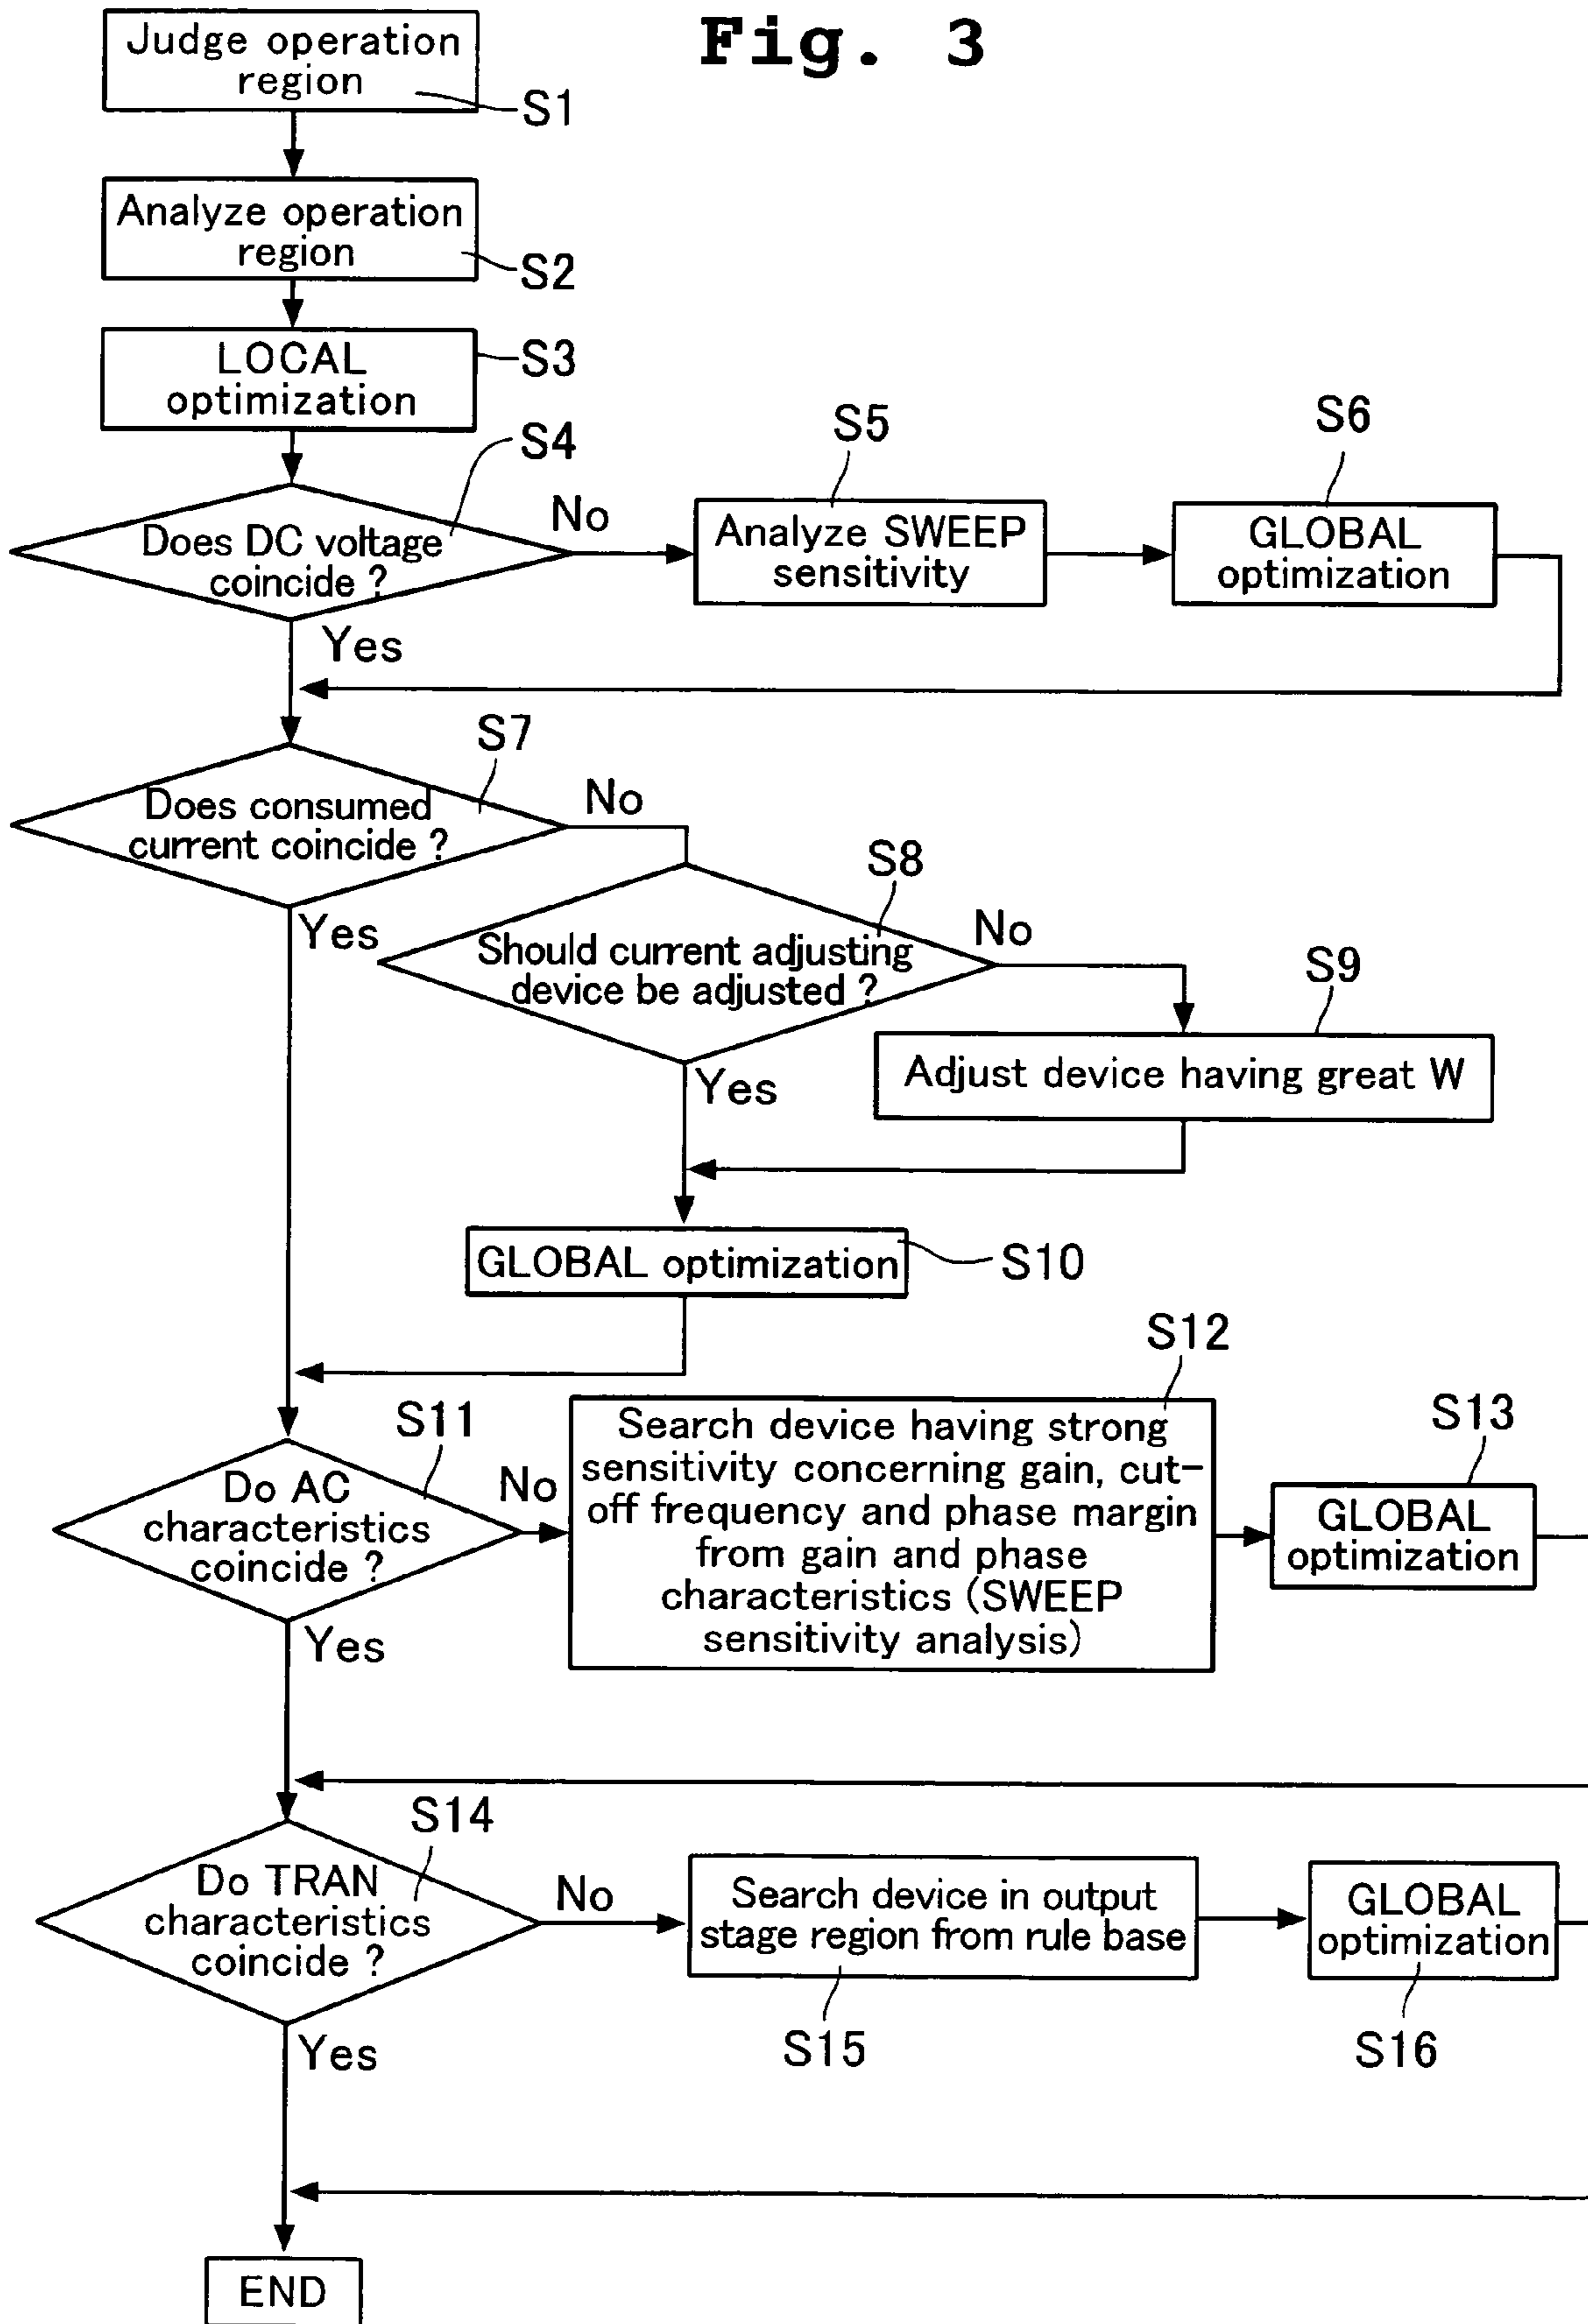 Fig. 3
Judge operation
region
S1
Analyze operation
region
S2
LOCAL
optimization
S3
S4
Does DC voltage
coincide ?
No
Yes
S5
Analyze SWEEP
sensitivity
S6
GLOBAL
optimization
S7
Does consumed
current coincide ?
No
Yes
S8
Should current adjusting
device be adjusted ?
No
Yes
S9
Adjust device having great W
GLOBAL optimization
S10
S11
Do AC
characteristics
coincide ?
No
Yes
S12
Search device having strong
sensitivity concerning gain, cut-
off frequency and phase margin
from gain and phase
characteristics (SWEEP
sensitivity analysis)
S13
GLOBAL
optimization
S14
Do TRAN
characteristics
coincide ?
No
Yes
Search device in output
stage region from rule base
S15
GLOBAL
optimization
S16
END